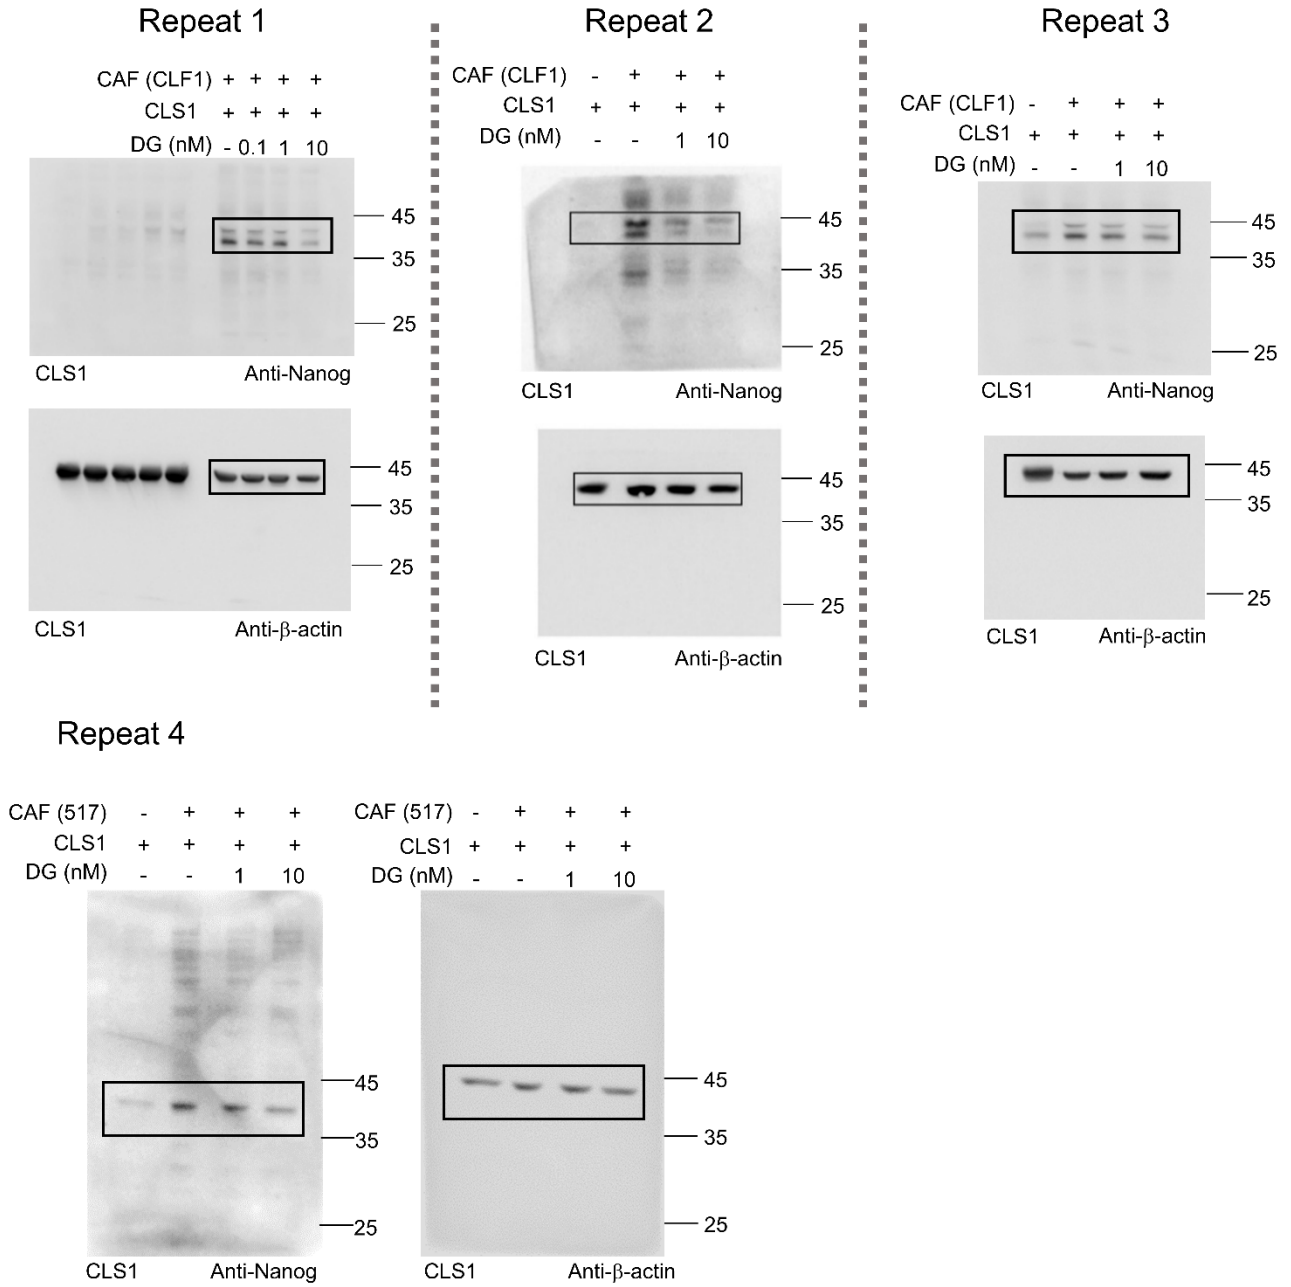 Repeat 1
CAF (CLF1) + + + +
CLS1 + + + +
DG (nM) - 0.1 1 10
45
35
25
CLS1 Anti-Nanog
45
35
25
CLS1 Anti-β-actin
Repeat 2
CAF (CLF1) - + + +
CLS1 + + + +
DG (nM) - - 1 10
45
35
25
CLS1 Anti-Nanog
45
35
25
CLS1 Anti-β-actin
Repeat 3
CAF (CLF1) - + + +
CLS1 + + + +
DG (nM) - - 1 10
45
35
25
CLS1 Anti-Nanog
45
35
25
CLS1 Anti-β-actin
Repeat 4
CAF (517) - + + +
CLS1 + + + +
DG (nM) - - 1 10
45
35
25
CLS1 Anti-Nanog
CAF (517) - + + +
CLS1 + + + +
DG (nM) - - 1 10
45
35
25
CLS1 Anti-β-actin